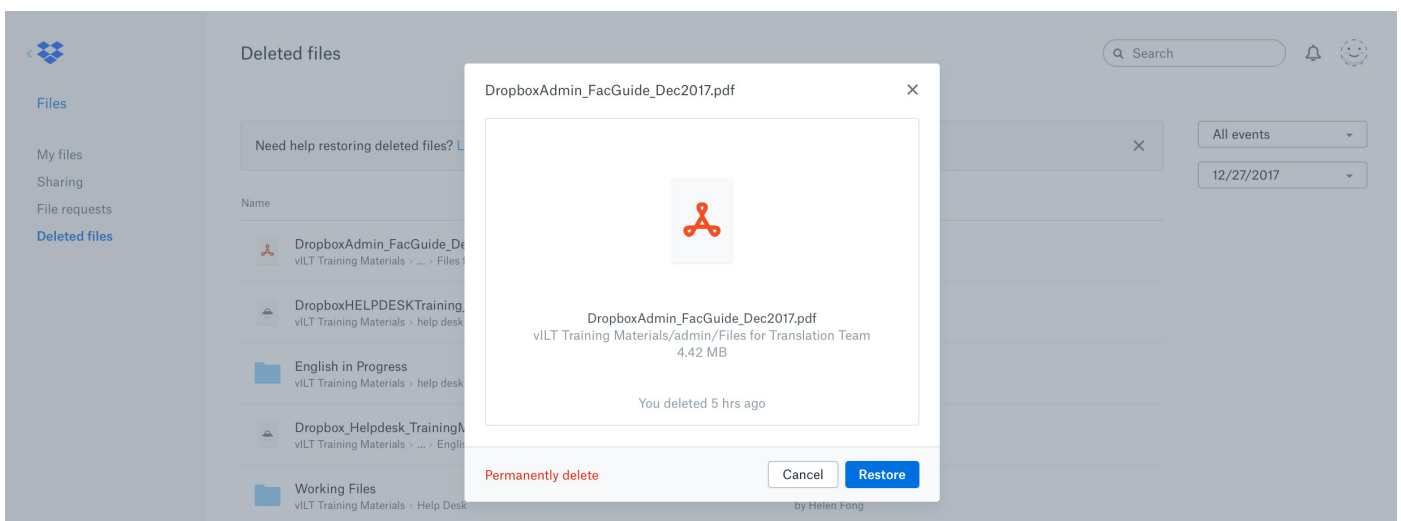 Deleted files
Search
Files
My files
Sharing
File requests
Deleted files
Need help restoring deleted files?
All events
12/27/2017
Name
DropboxAdmin_FacGuide_De
vILT Training Materials › ... › Files
DropboxHELPDESKTraining_
vILT Training Materials › help desk
English in Progress
vILT Training Materials › help desk
Dropbox_Helpdesk_TrainingM
vILT Training Materials › ... › Englis
Working Files
vILT Training Materials › Help Desk
by Helen Fong
DropboxAdmin_FacGuide_Dec2017.pdf
DropboxAdmin_FacGuide_Dec2017.pdf
vILT Training Materials/admin/Files for Translation Team
4.42 MB
You deleted 5 hrs ago
Permanently delete
Cancel
Restore